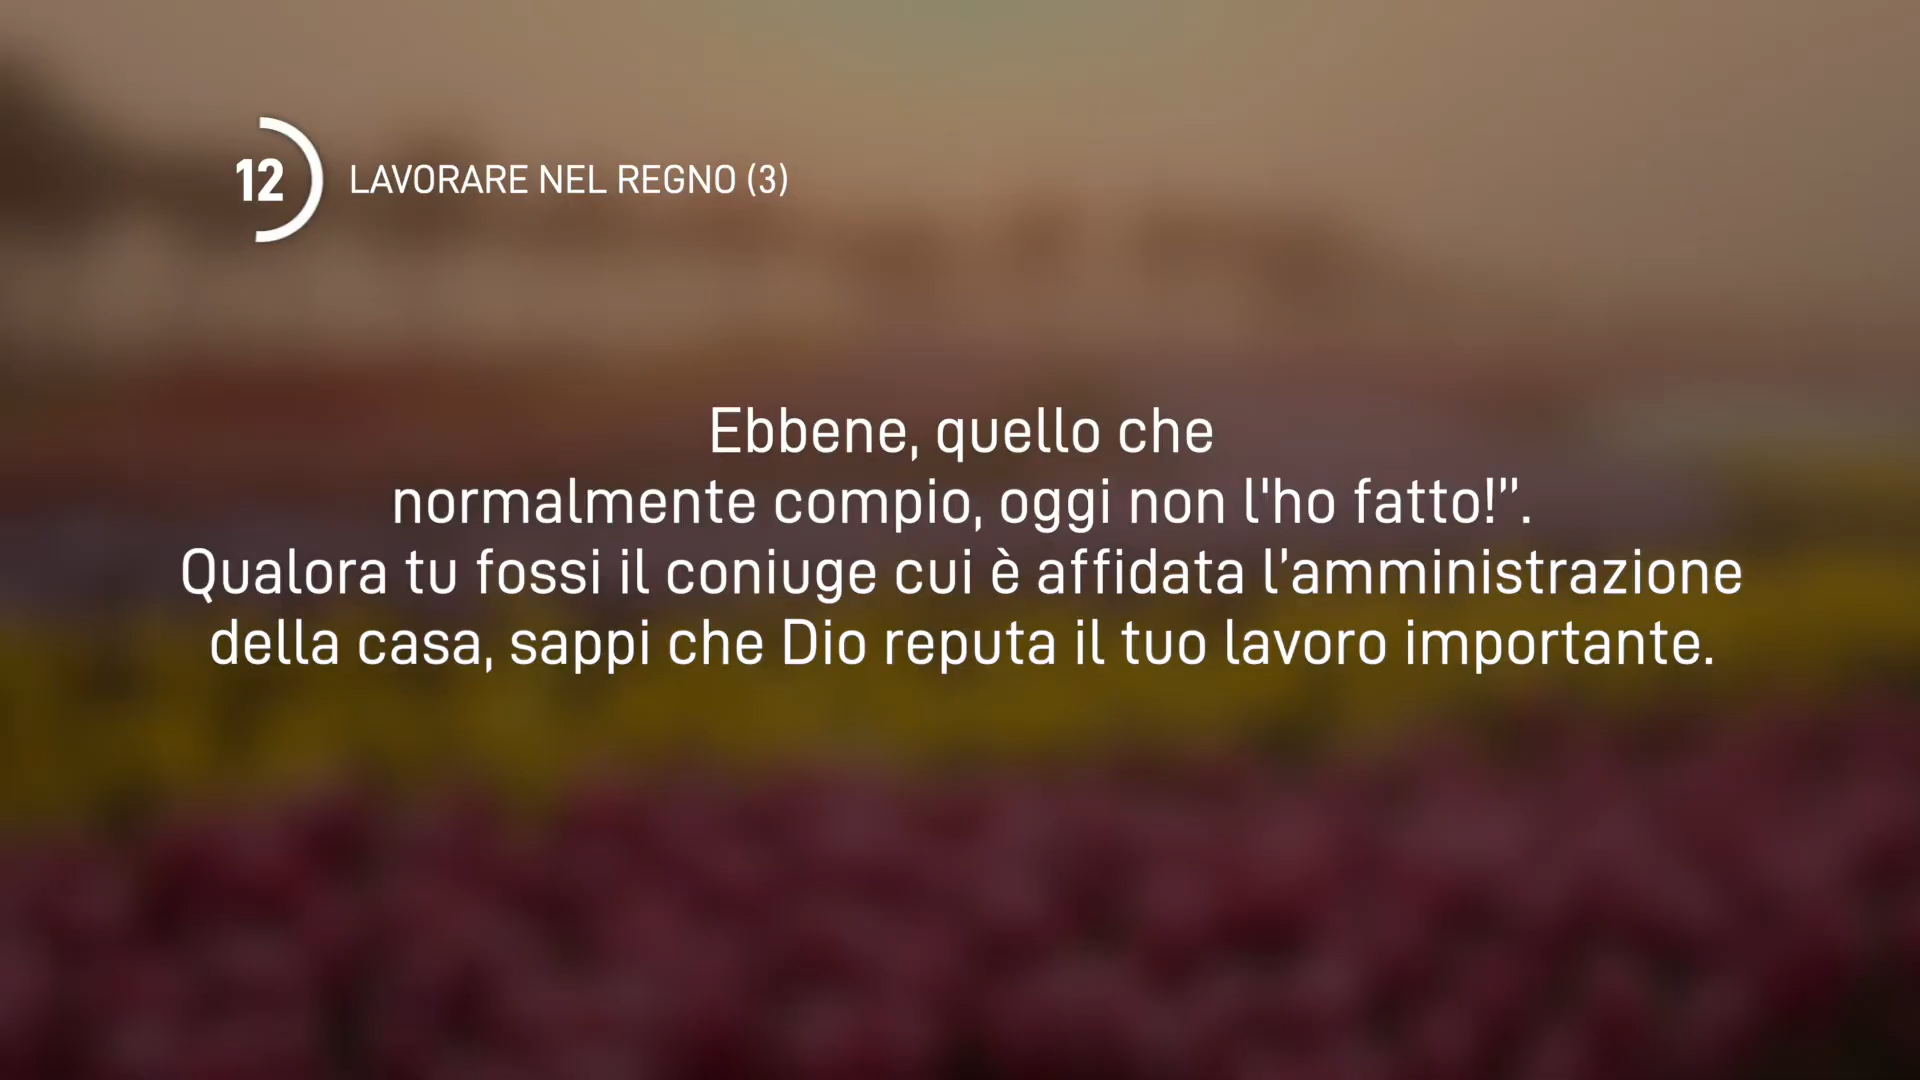 12
LAVORARE NEL REGNO (3)
Ebbene, quello che
normalmente compio, oggi non l'ho fatto!”.
Qualora tu fossi il coniuge cui è affidata l’amministrazione
della casa, sappi che Dio reputa il tuo lavoro importante.